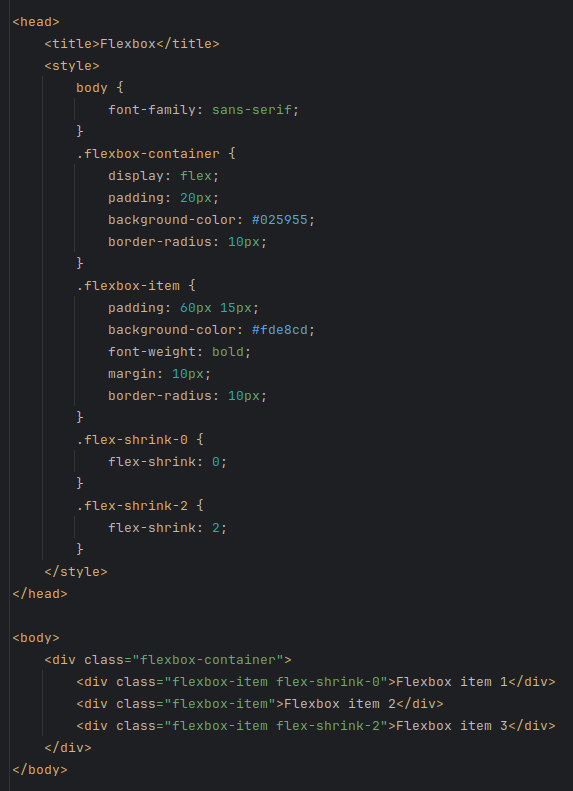 <head>
    <title>Flexbox</title>
    <style>
        body {
            font-family: sans-serif;
        }
        .flexbox-container {
            display: flex;
            padding: 20px;
            background-color: #025955;
            border-radius: 10px;
        }
        .flexbox-item {
            padding: 60px 15px;
            background-color: #fde8cd;
            font-weight: bold;
            margin: 10px;
            border-radius: 10px;
        }
        .flex-shrink-0 {
            flex-shrink: 0;
        }
        .flex-shrink-2 {
            flex-shrink: 2;
        }
    </style>
</head>

<body>
    <div class="flexbox-container">
        <div class="flexbox-item flex-shrink-0">Flexbox item 1</div>
        <div class="flexbox-item">Flexbox item 2</div>
        <div class="flexbox-item flex-shrink-2">Flexbox item 3</div>
    </div>
</body>